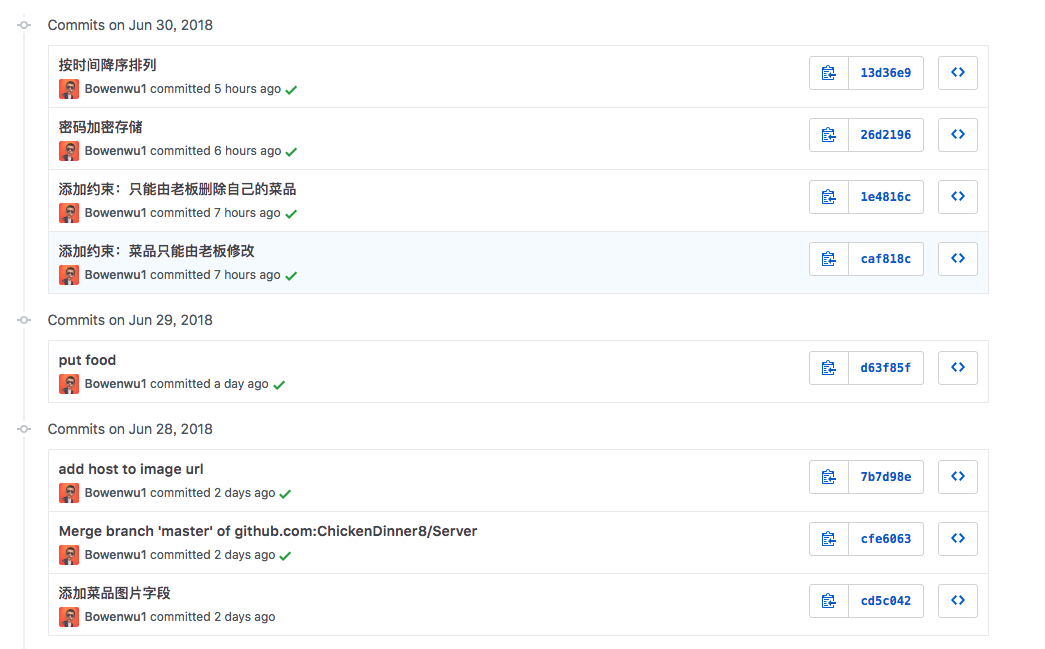 Commits on Jun 30, 2018
按时间降序排列
13d36e9
Bowenwu1 committed 5 hours ago
密码加密存储
26d2196
Bowenwu1 committed 6 hours ago
添加约束：只能由老板删除自己的菜品
1e4816c
Bowenwu1 committed 7 hours ago
添加约束：菜品只能由老板修改
caf818c
Bowenwu1 committed 7 hours ago
Commits on Jun 29, 2018
put food
d63f85f
Bowenwu1 committed a day ago
Commits on Jun 28, 2018
add host to image url
7b7d98e
Bowenwu1 committed 2 days ago
Merge branch 'master' of github.com:ChickenDinner8/Server
cfe6063
Bowenwu1 committed 2 days ago
添加菜品图片字段
cd5c042
Bowenwu1 committed 2 days ago